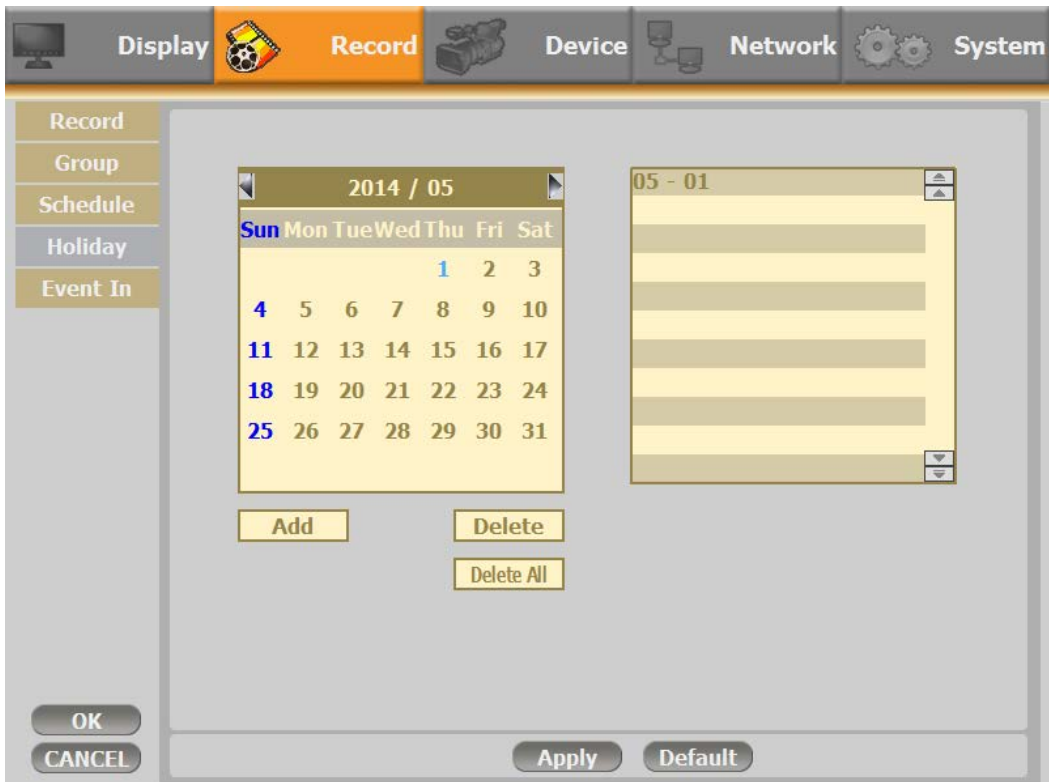 Display Record Device Network System
Record
Group
Schedule
Holiday
Event In
2014 / 05
Sun Mon Tue Wed Thu Fri Sat
1 2 3
4 5 6 7 8 9 10
11 12 13 14 15 16 17
18 19 20 21 22 23 24
25 26 27 28 29 30 31
Add Delete
Delete All
05 - 01
OK
CANCEL
Apply Default